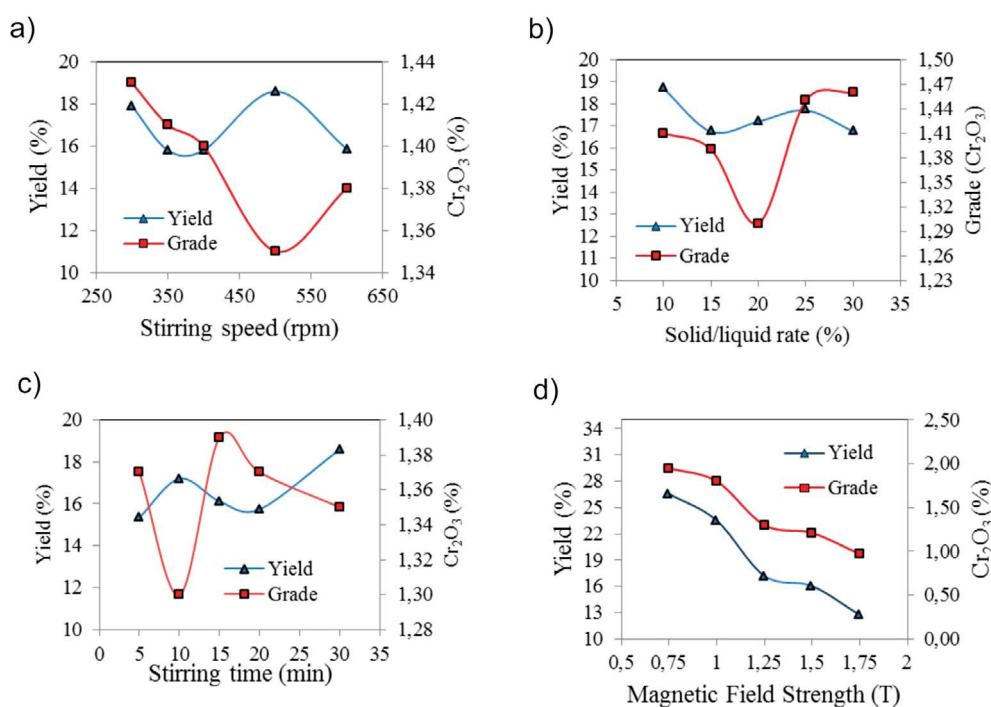 a)
20
18
16
14
12
10
Yield (%)
1,44
1,42
1,40
1,38
1,36
1,34
Cr₂O₃ (%)
Yield
Grade
250 350 450 550 650
Stirring speed (rpm)
b)
20
19
18
17
16
15
14
13
12
11
10
Yield (%)
1,50
1,47
1,44
1,41
1,38
1,35
1,32
1,29
1,26
1,23
Grade (Cr₂O₃)
Yield
Grade
5 10 15 20 25 30 35
Solid/liquid rate (%)
c)
20
18
16
14
12
10
Yield (%)
1,40
1,38
1,36
1,34
1,32
1,30
1,28
Cr₂O₃ (%)
Yield
Grade
0 5 10 15 20 25 30 35
Stirring time (min)
d)
34
31
28
25
22
19
16
13
10
Yield (%)
2,50
2,00
1,50
1,00
0,50
0,00
Cr₂O₃ (%)
Yield
Grade
0,5 0,75 1 1,25 1,5 1,75 2
Magnetic Field Strength (T)